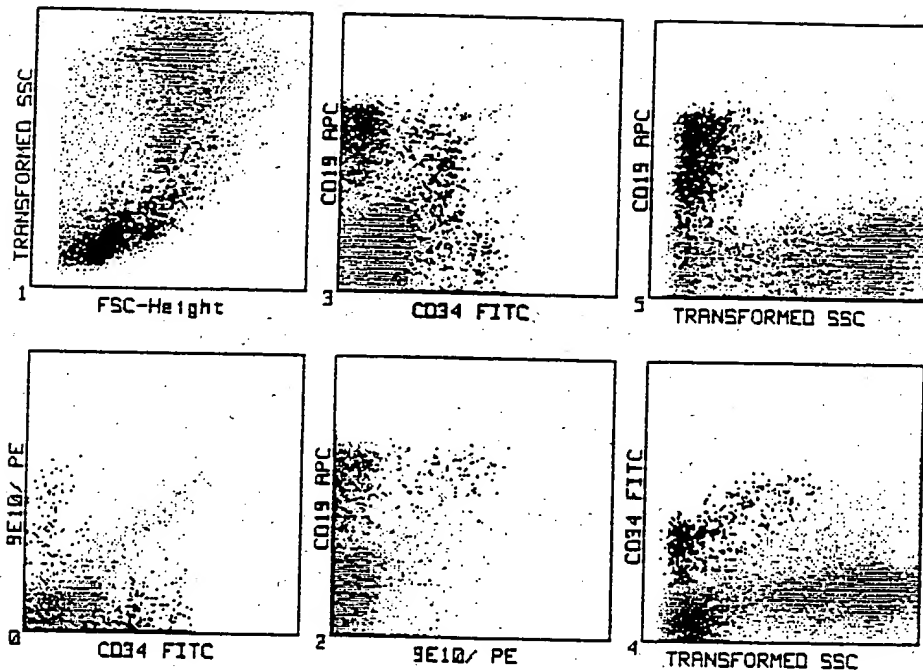 TRANSFORMED SSC
1
FSC-Height
CD19 APC
3
CD34 FITC
CD19 APC
5
TRANSFORMED SSC
9E10/ PE
0
CD34 FITC
CD19 APC
2
9E10/ PE
CD34 FITC
4
TRANSFORMED SSC